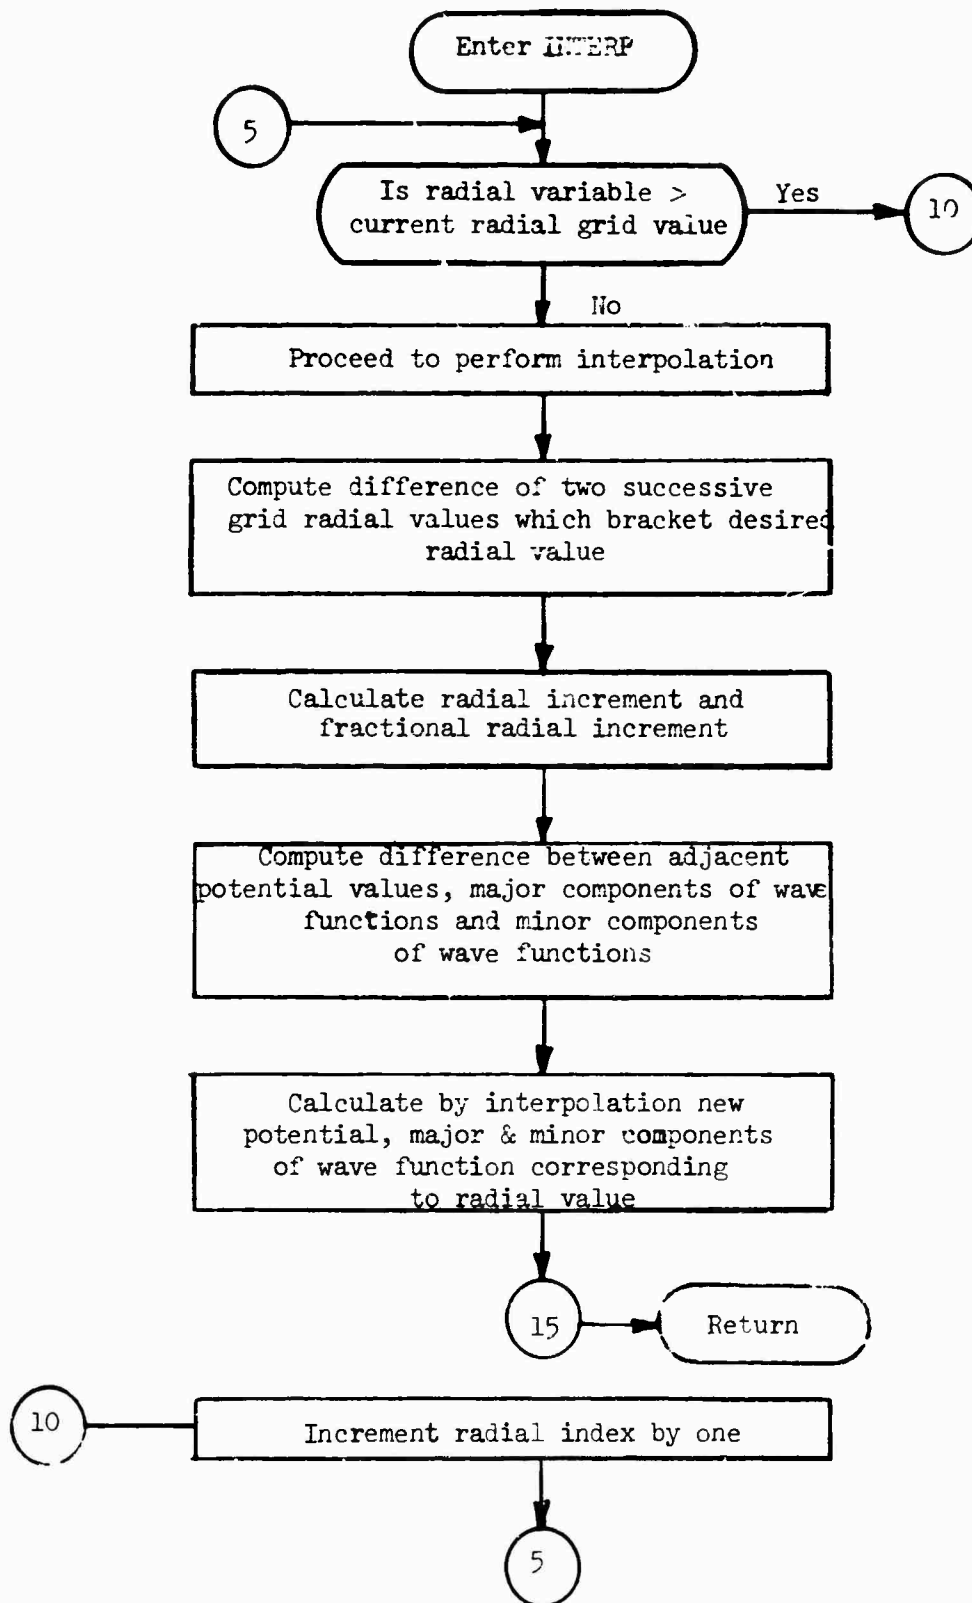 Enter INTERP
5
Is radial variable >
current radial grid value
Yes
10
No
Proceed to perform interpolation
Compute difference of two successive
grid radial values which bracket desired
radial value
Calculate radial increment and
fractional radial increment
Compute difference between adjacent
potential values, major components of wave
functions and minor components
of wave functions
Calculate by interpolation new
potential, major & minor components
of wave function corresponding
to radial value
15
Return
10
Increment radial index by one
5